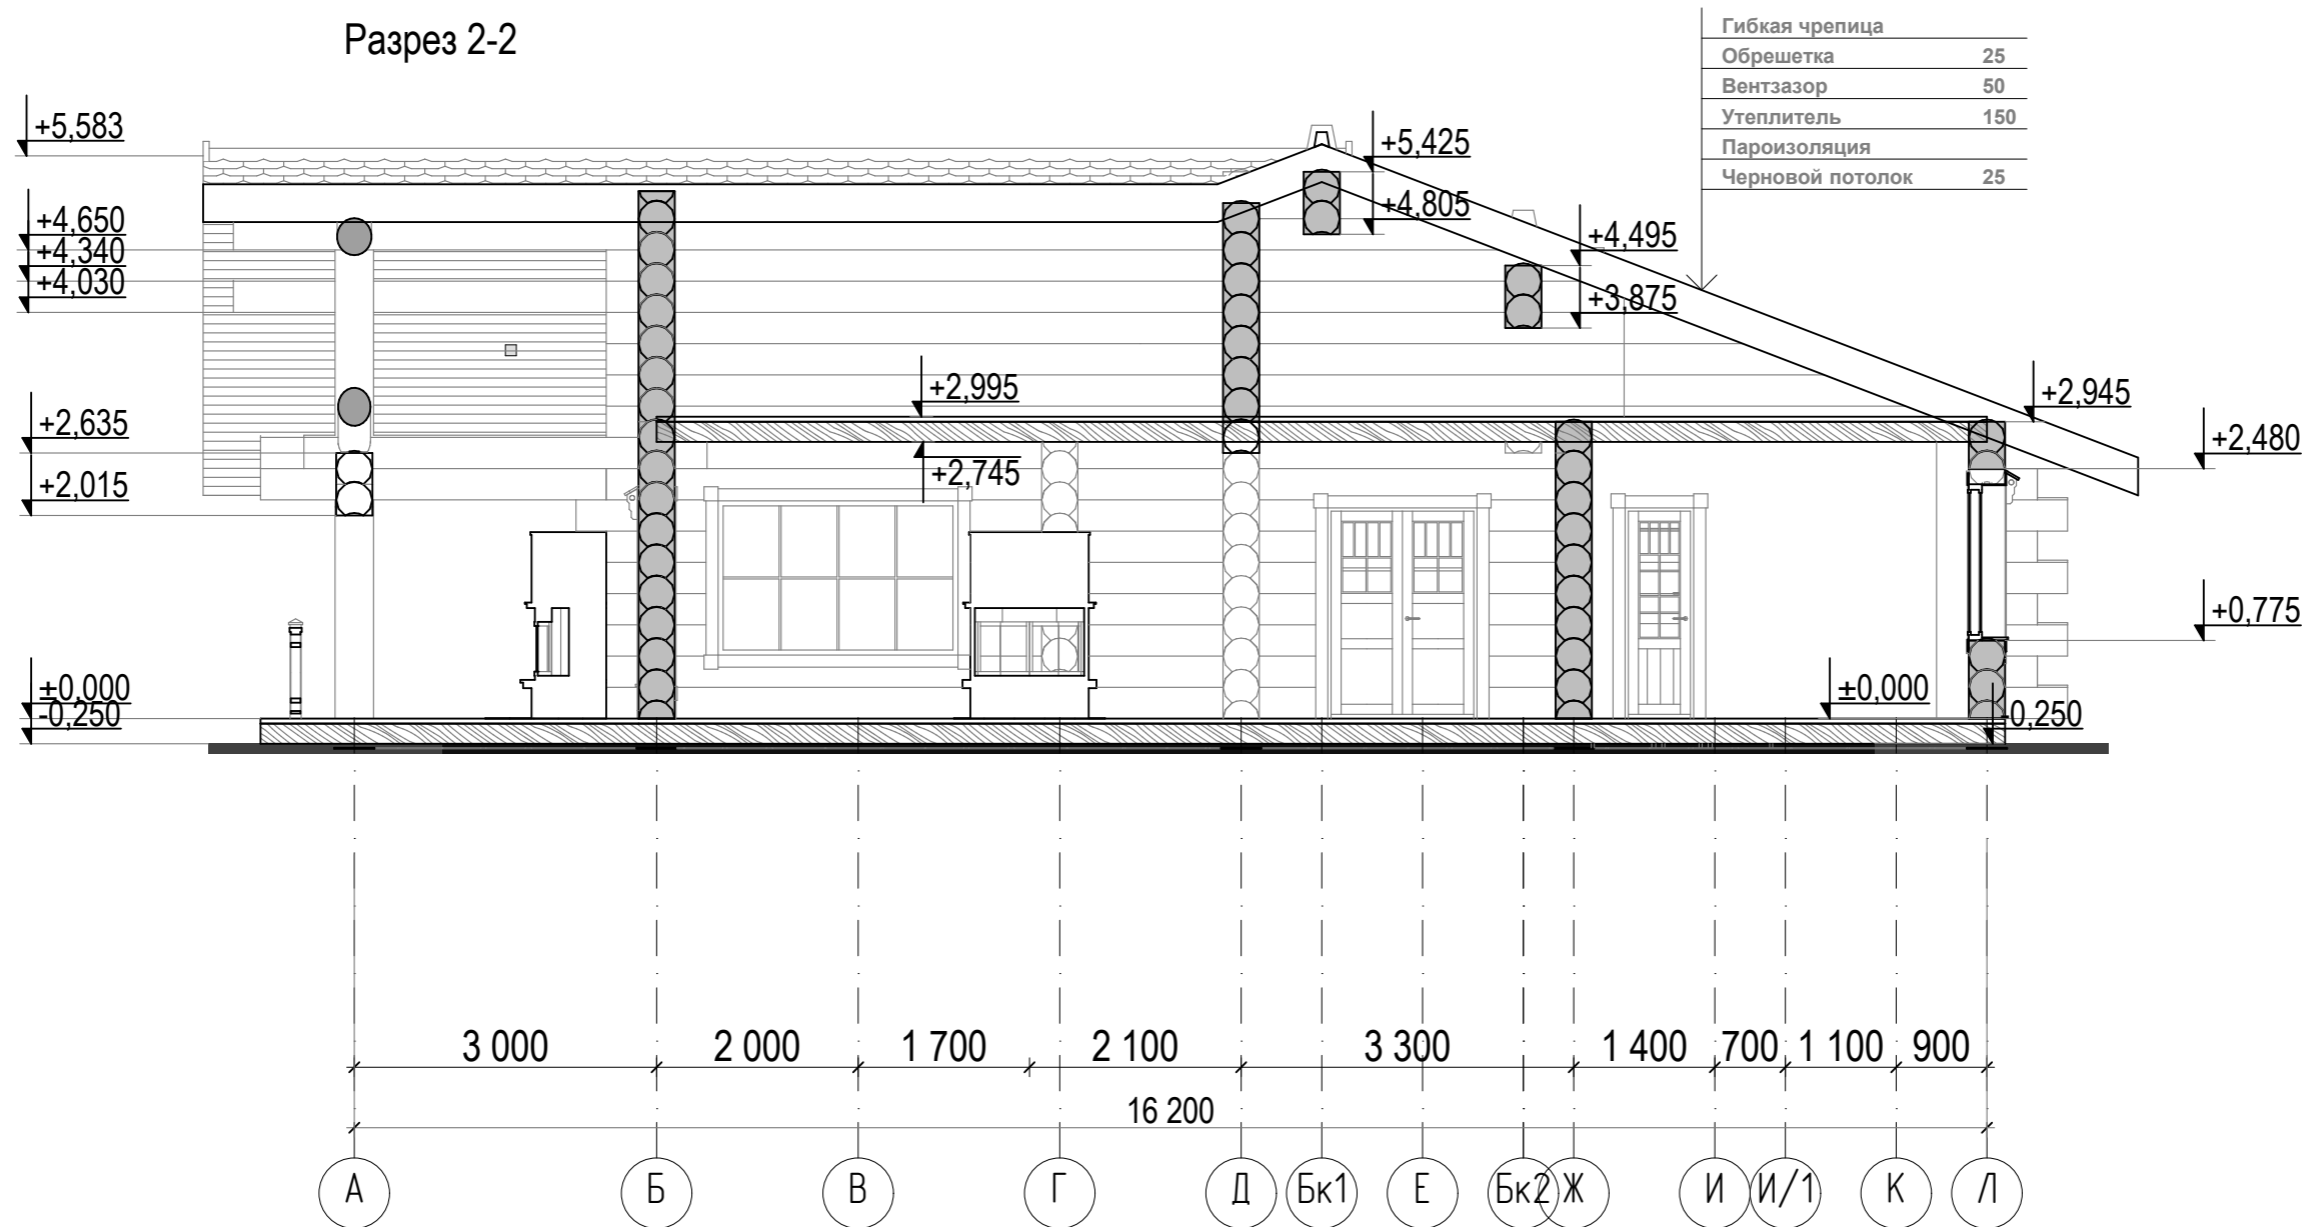 Разрез 2-2
Гибкая чрепица
Обрешетка 25
Вентзазор 50
Утеплитель 150
Пароизоляция
Черновой потолок 25
+5,583
+5,425
+4,650
+4,805
+4,340
+4,495
+4,030
+3,875
+2,995
+2,945
+2,635
+2,480
+2,745
+2,015
+0,775
±0,000
±0,000
-0,250
0,250
3 000 2 000 1 700 2 100 3 300 1 400 700 1 100 900
16 200
А Б В Г Д Бк1 Е Бк2 Ж И И/1 К Л